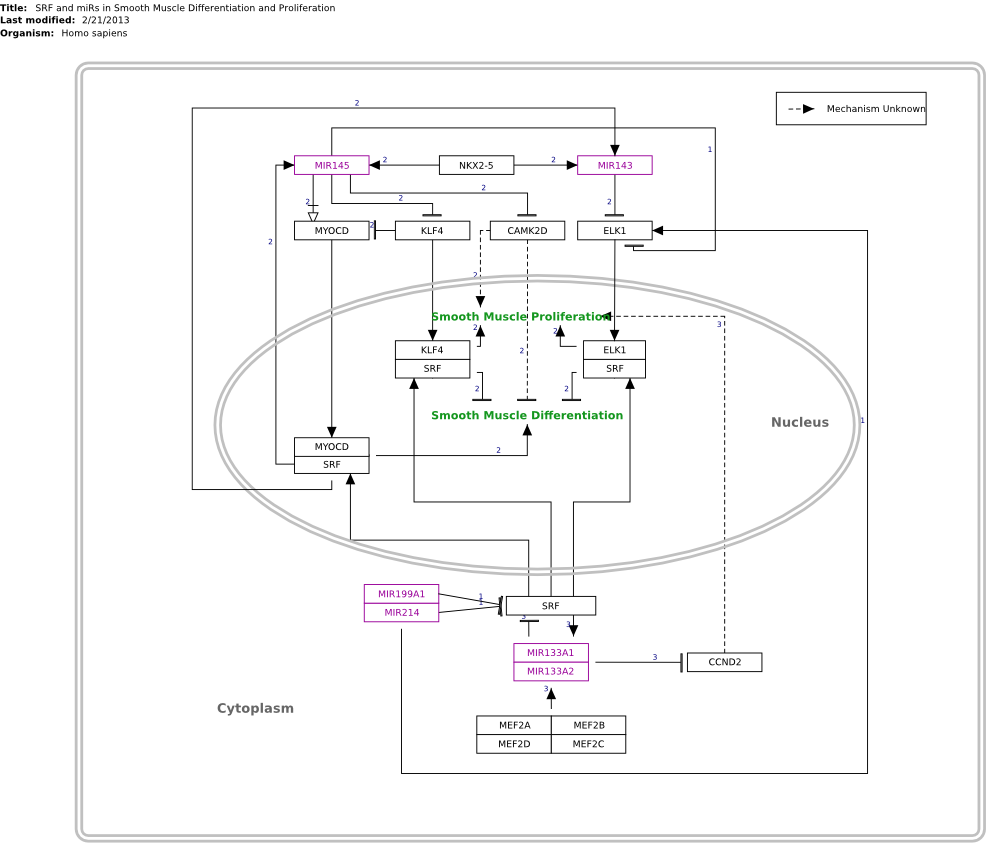 Title: SRF and miRs in Smooth Muscle Differentiation and Proliferation
Last modified: 2/21/2013
Organism: Homo sapiens
2
Mechanism Unknown
1
MIR145
2
NKX2-5
2
MIR143
2
2
2
2
MYOCD
2
KLF4
CAMK2D
ELK1
2
2
Smooth Muscle Proliferation
3
2
2
KLF4
SRF
2
ELK1
SRF
2
2
Smooth Muscle Differentiation
Nucleus
1
MYOCD
SRF
2
MIR199A1
MIR214
1
1
SRF
3
3
MIR133A1
MIR133A2
3
CCND2
3
Cytoplasm
MEF2A
MEF2B
MEF2D
MEF2C